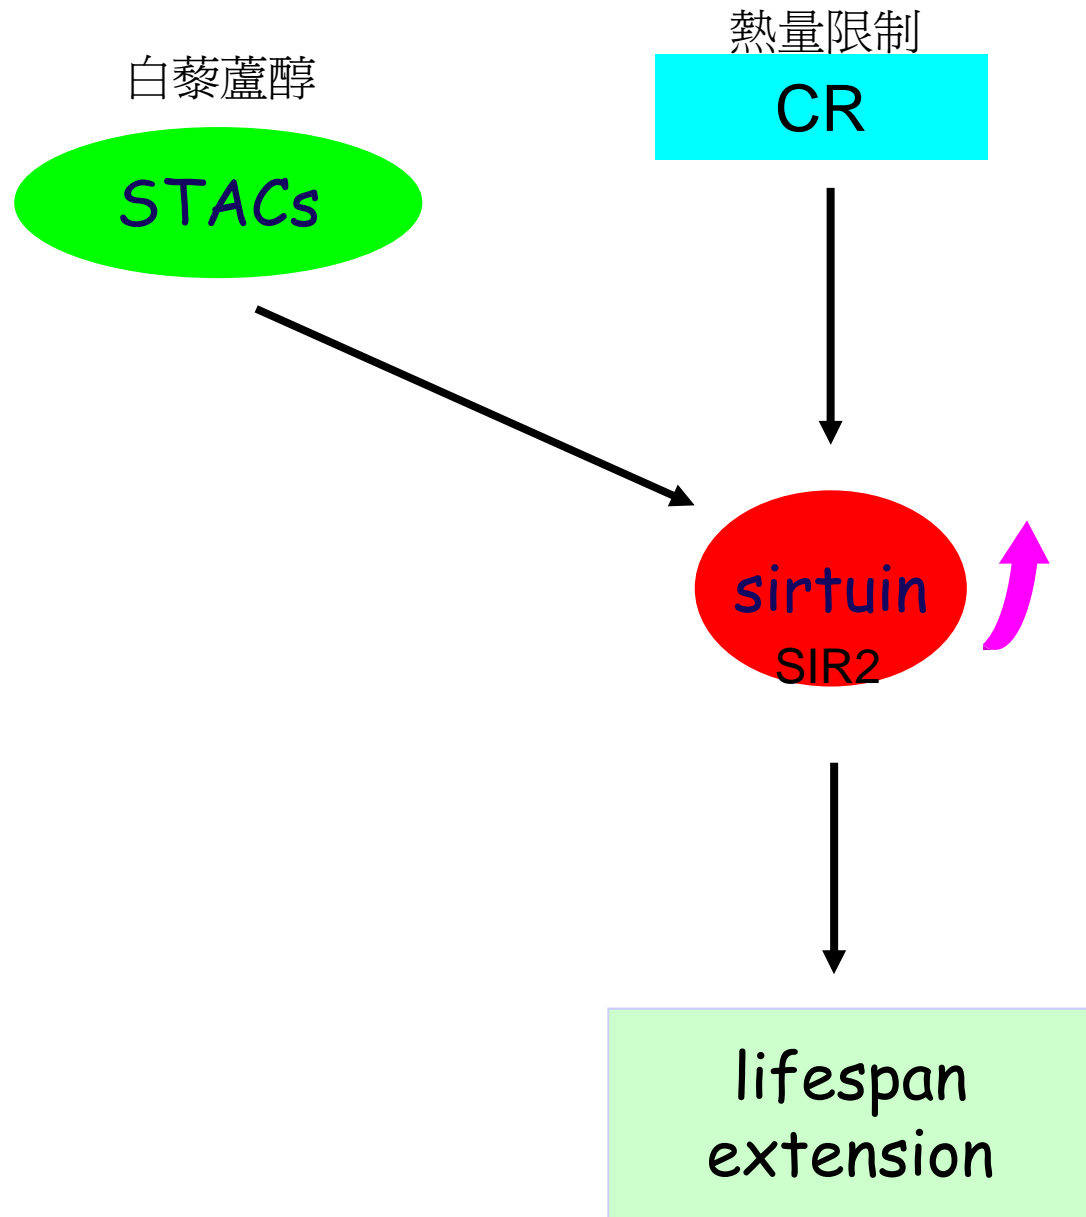 白藜蘆醇
STACs
熱量限制
CR
sirtuin
SIR2
lifespan
extension